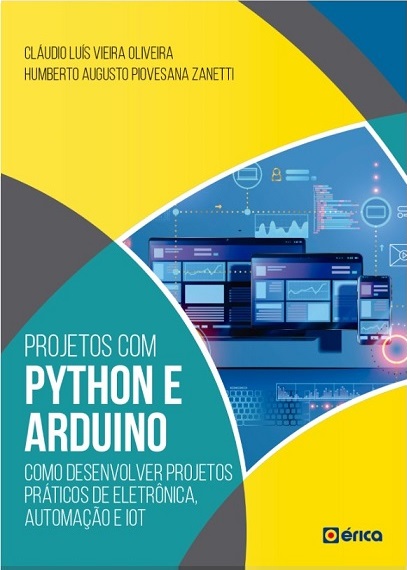 CLÁUDIO LUÍS VIEIRA OLIVEIRA
HUMBERTO AUGUSTO PIOVESANA ZANETTI
PROJETOS COM
PYTHON E
ARDUINO
COMO DESENVOLVER PROJETOS
PRÁTICOS DE ELETRÔNICA,
AUTOMAÇÃO E IOT
érica